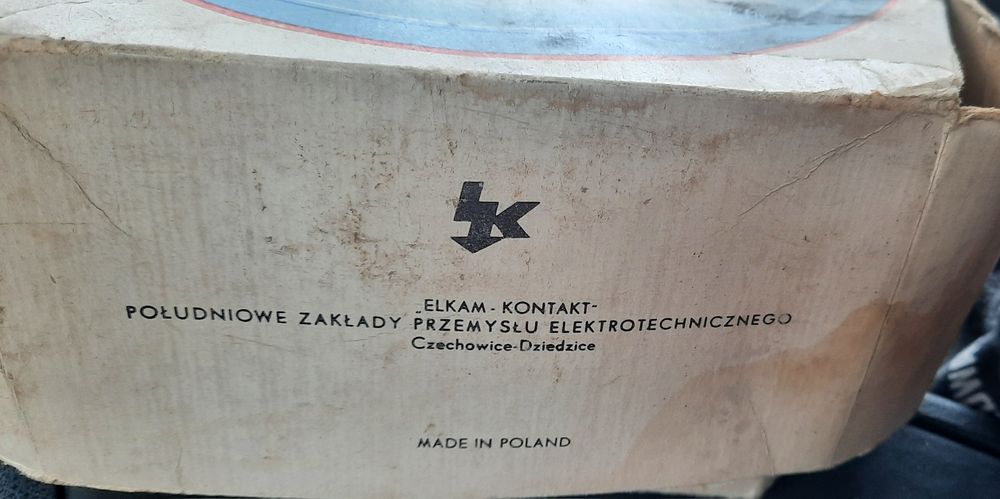 K
„ELKAM - KONTAKT"
POŁUDNIOWE ZAKŁADY PRZEMYSŁU ELEKTROTECHNICZNEGO
Czechowice-Dziedzice
MADE IN POLAND